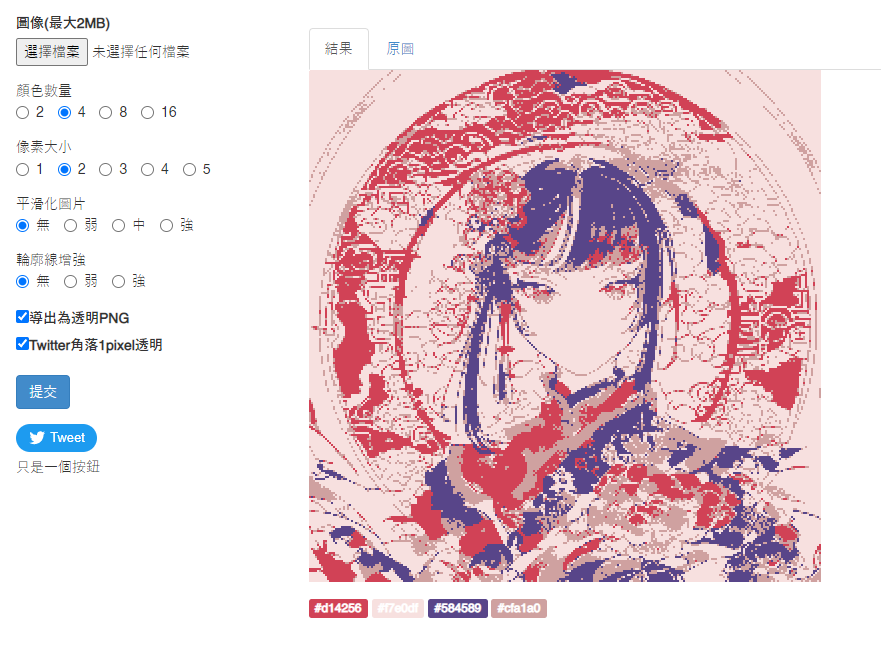 圖像(最大2MB)
選擇檔案 未選擇任何檔案
顏色數量
2 4 8 16
像素大小
1 2 3 4 5
平滑化圖片
無 弱 中 強
輪廓線增強
無 弱 強
導出為透明PNG
Twitter角落1pixel透明
提交
Tweet
只是一個按鈕
結果 原圖
#d14256 #f7e0df #584589 #cfa1a0